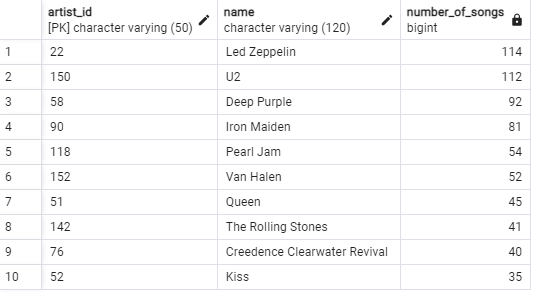 artist_id name number_of_songs
[PK] character varying (50) character varying (120) bigint
1 22 Led Zeppelin 114
2 150 U2 112
3 58 Deep Purple 92
4 90 Iron Maiden 81
5 118 Pearl Jam 54
6 152 Van Halen 52
7 51 Queen 45
8 142 The Rolling Stones 41
9 76 Creedence Clearwater Revival 40
10 52 Kiss 35